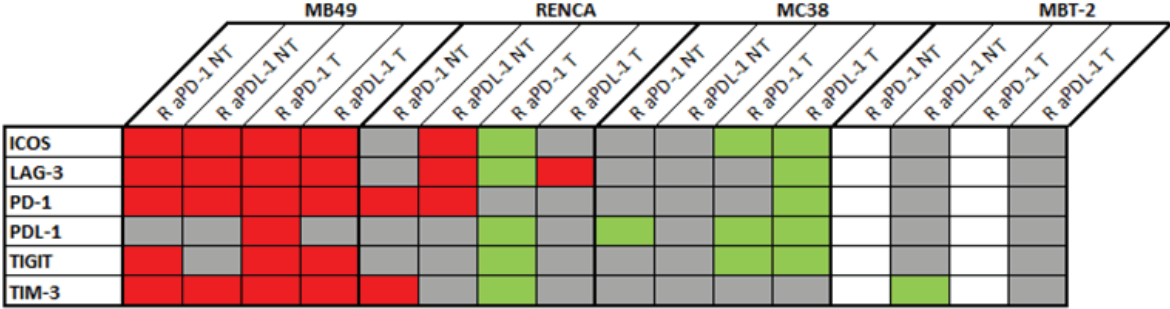 MB49 RENCA MC38 MBT-2
R aPD-1 NT R aPDL-1 NT R aPD-1 T R aPDL-1 T R aPD-1 NT R aPDL-1 NT R aPD-1 T R aPDL-1 T R aPD-1 NT R aPDL-1 NT R aPD-1 T R aPDL-1 T R aPD-1 NT R aPDL-1 NT R aPD-1 T R aPDL-1 T
ICOS
LAG-3
PD-1
PDL-1
TIGIT
TIM-3